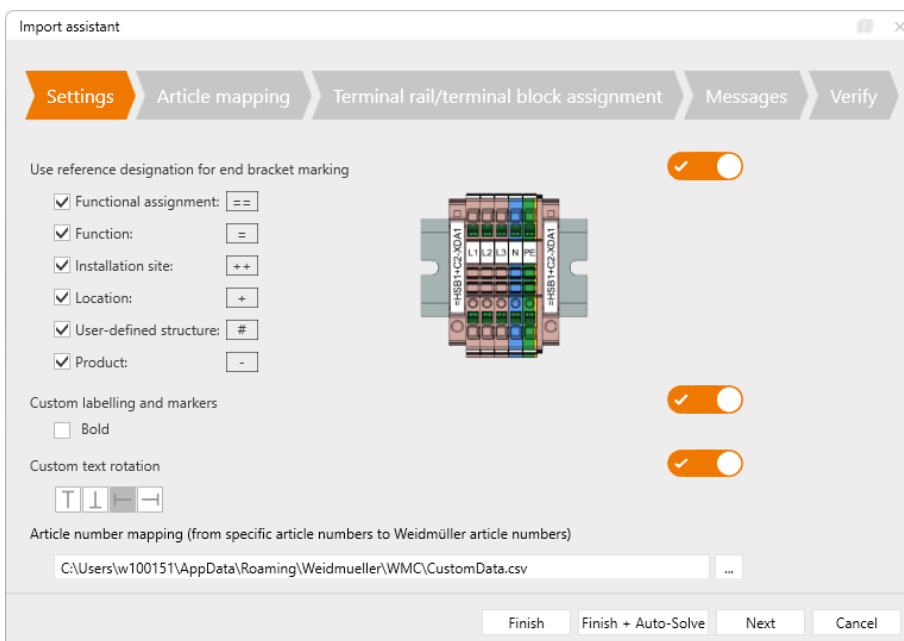 Import assistant
Settings
Article mapping
Terminal rail/terminal block assignment
Messages
Verify
Use reference designation for end bracket marking
Functional assignment: ==
Function: =
Installation site: ++
Location: +
User-defined structure: #
Product: -
=HSB1+C2-XDA1
L1 L2 L3 N PE
=HSB1+C2-XDA1
Custom labelling and markers
Bold
Custom text rotation
T T T T
Article number mapping (from specific article numbers to Weidmüller article numbers)
C:\Users\w100151\AppData\Roaming\Weidmueller\WMC\CustomData.csv ...
Finish
Finish + Auto-Solve
Next
Cancel